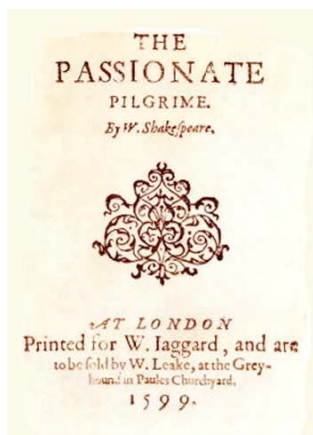 THE
PASSIONATE
PILGRIME.
By W. Shakeſpeare.
AT LONDON
Printed for W. Iaggard, and are
to be ſold by W. Leake, at the Grey-
hound in Paules Churchyard.
1599.